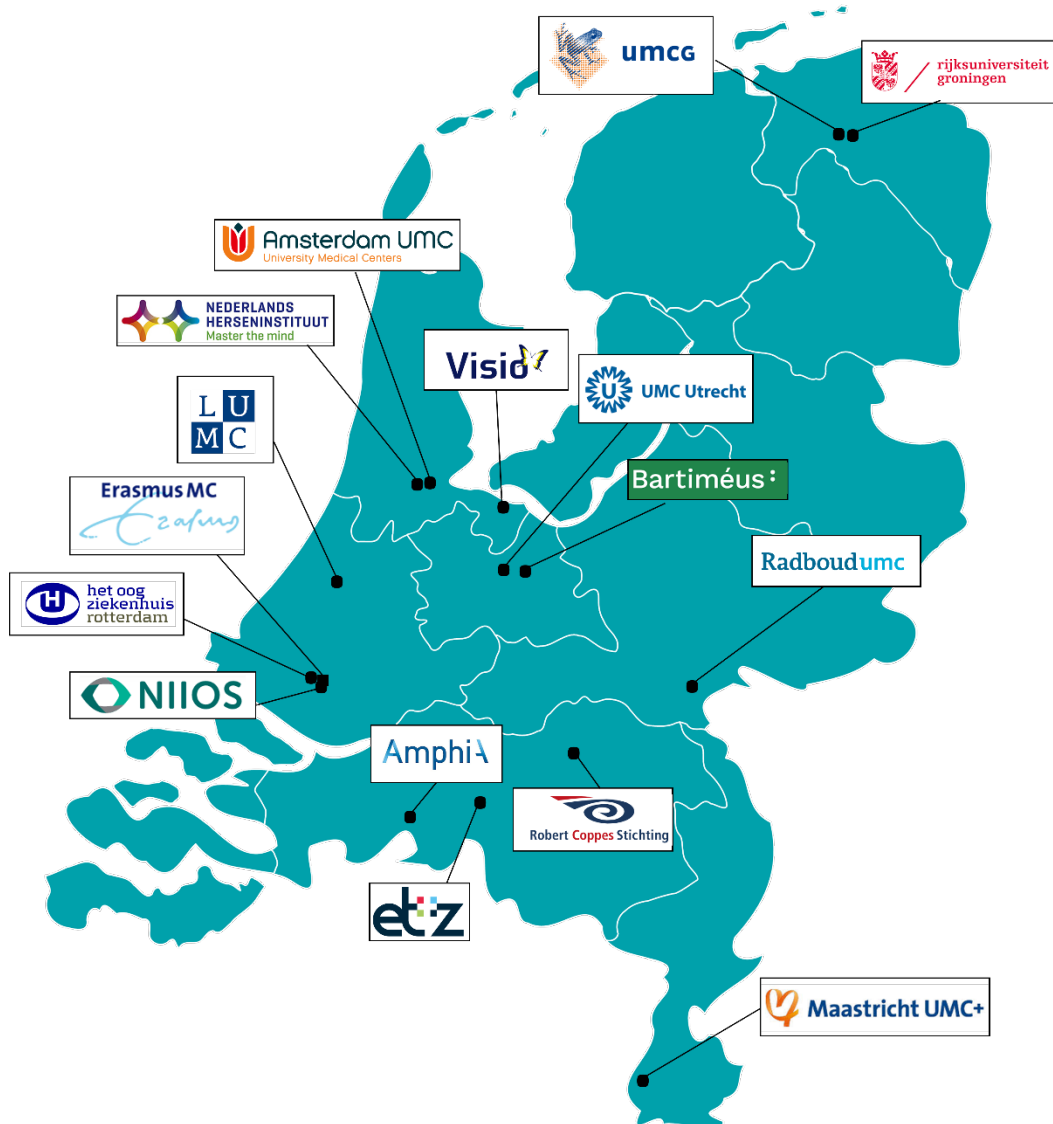 umcg
rijksuniversiteit
groningen
Amsterdam UMC
University Medical Centers
NEDERLANDS
HERSENINSTITUUT
Master the mind
Visio
UMC Utrecht
L U
M C
Bartiméus:
Erasmus MC
Erasmus
Radboudumc
het oog
ziekenhuis
rotterdam
NIIOS
Amphia
Robert Coppes Stichting
etz
Maastricht UMC+